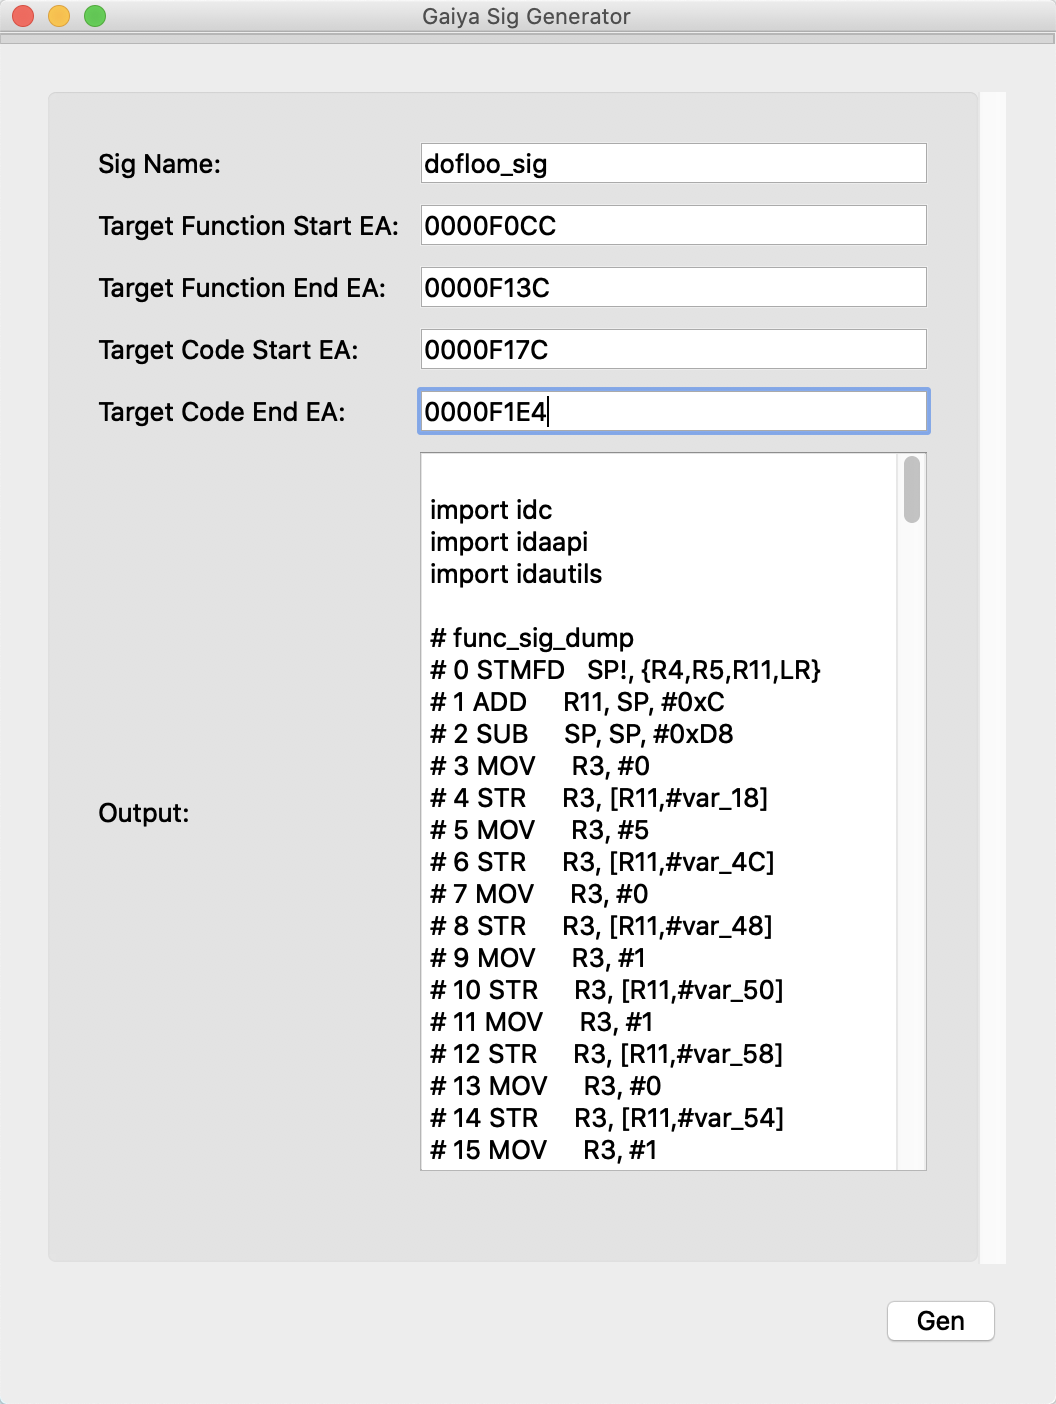 Gaiya Sig Generator
Sig Name: dofloo_sig
Target Function Start EA: 0000F0CC
Target Function End EA: 0000F13C
Target Code Start EA: 0000F17C
Target Code End EA: 0000F1E4
Output:
import idc
import idaapi
import idautils
# func_sig_dump
# 0 STMFD SP!, {R4,R5,R11,LR}
# 1 ADD R11, SP, #0xC
# 2 SUB SP, SP, #0xD8
# 3 MOV R3, #0
# 4 STR R3, [R11,#var_18]
# 5 MOV R3, #5
# 6 STR R3, [R11,#var_4C]
# 7 MOV R3, #0
# 8 STR R3, [R11,#var_48]
# 9 MOV R3, #1
# 10 STR R3, [R11,#var_50]
# 11 MOV R3, #1
# 12 STR R3, [R11,#var_58]
# 13 MOV R3, #0
# 14 STR R3, [R11,#var_54]
# 15 MOV R3, #1
Gen